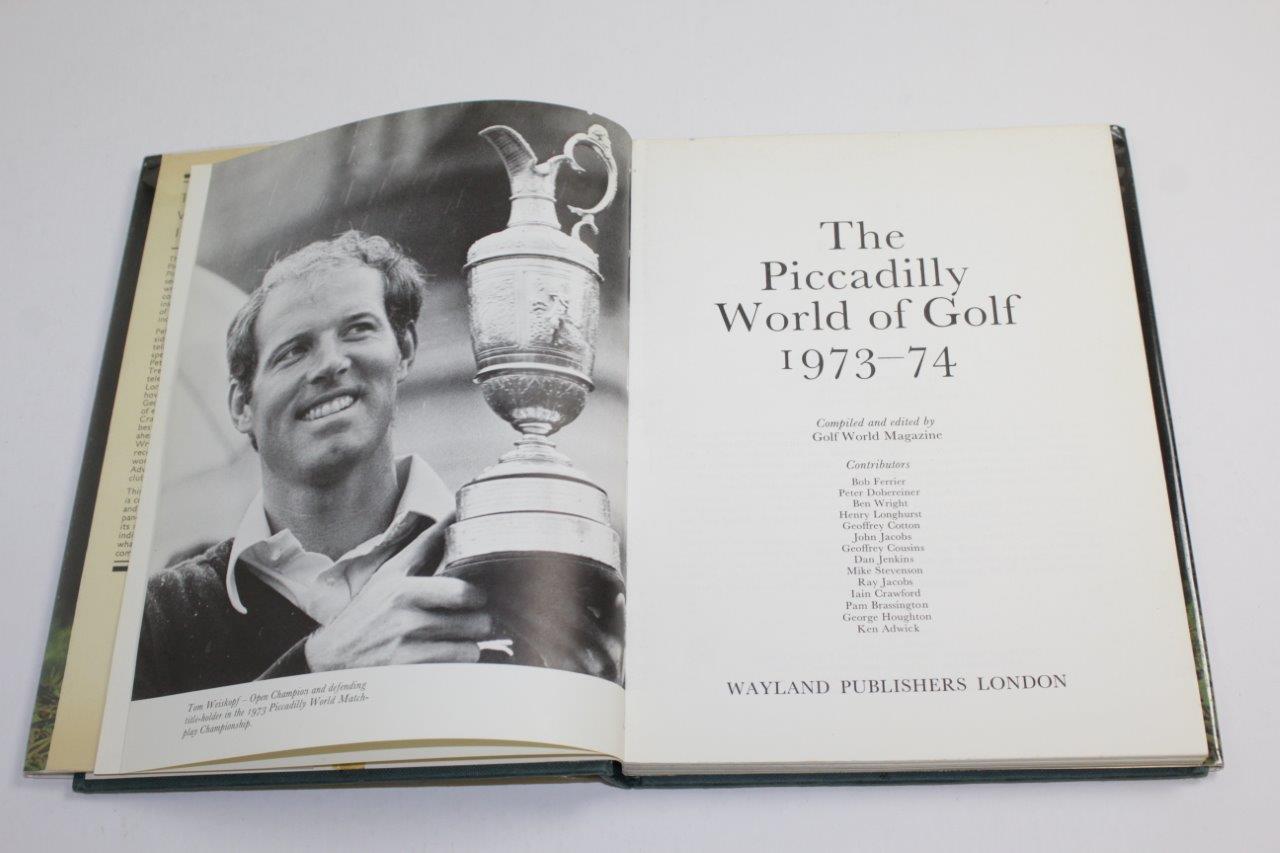 Tom Weiskopf – Open Champion and defending
title-holder in the 1973 Piccadilly World Match-
play Championship.
The
Piccadilly
World of Golf
1973–74
Compiled and edited by
Golf World Magazine
Contributors
Bob Ferrier
Peter Dobereiner
Ben Wright
Henry Longhurst
Geoffrey Cotton
John Jacobs
Geoffrey Cousins
Dan Jenkins
Mike Stevenson
Ray Jacobs
Iain Crawford
Pam Brassington
George Houghton
Ken Adwick
WAYLAND PUBLISHERS LONDON